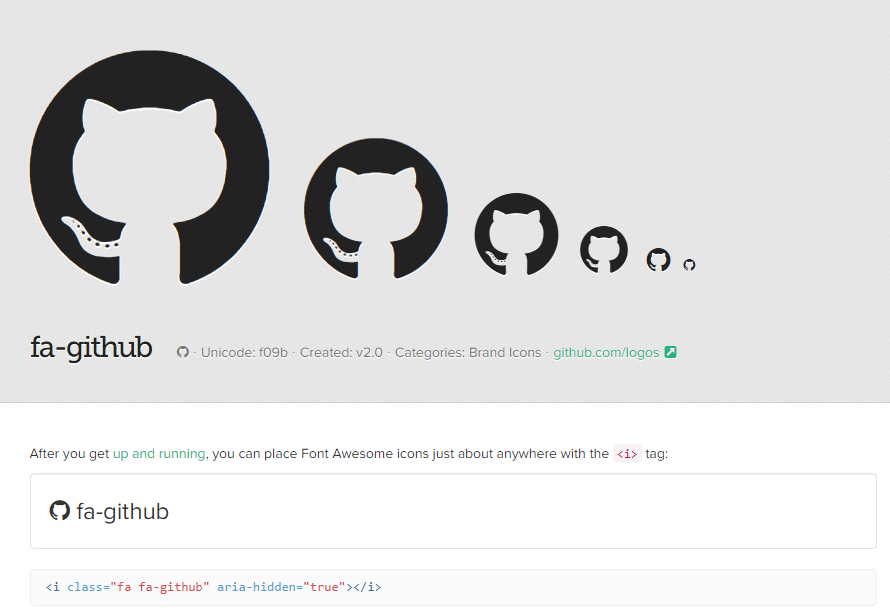 fa-github · Unicode: f09b · Created: v2.0 · Categories: Brand Icons · github.com/logos
After you get up and running, you can place Font Awesome icons just about anywhere with the <i> tag:
fa-github
<i class="fa fa-github" aria-hidden="true"></i>